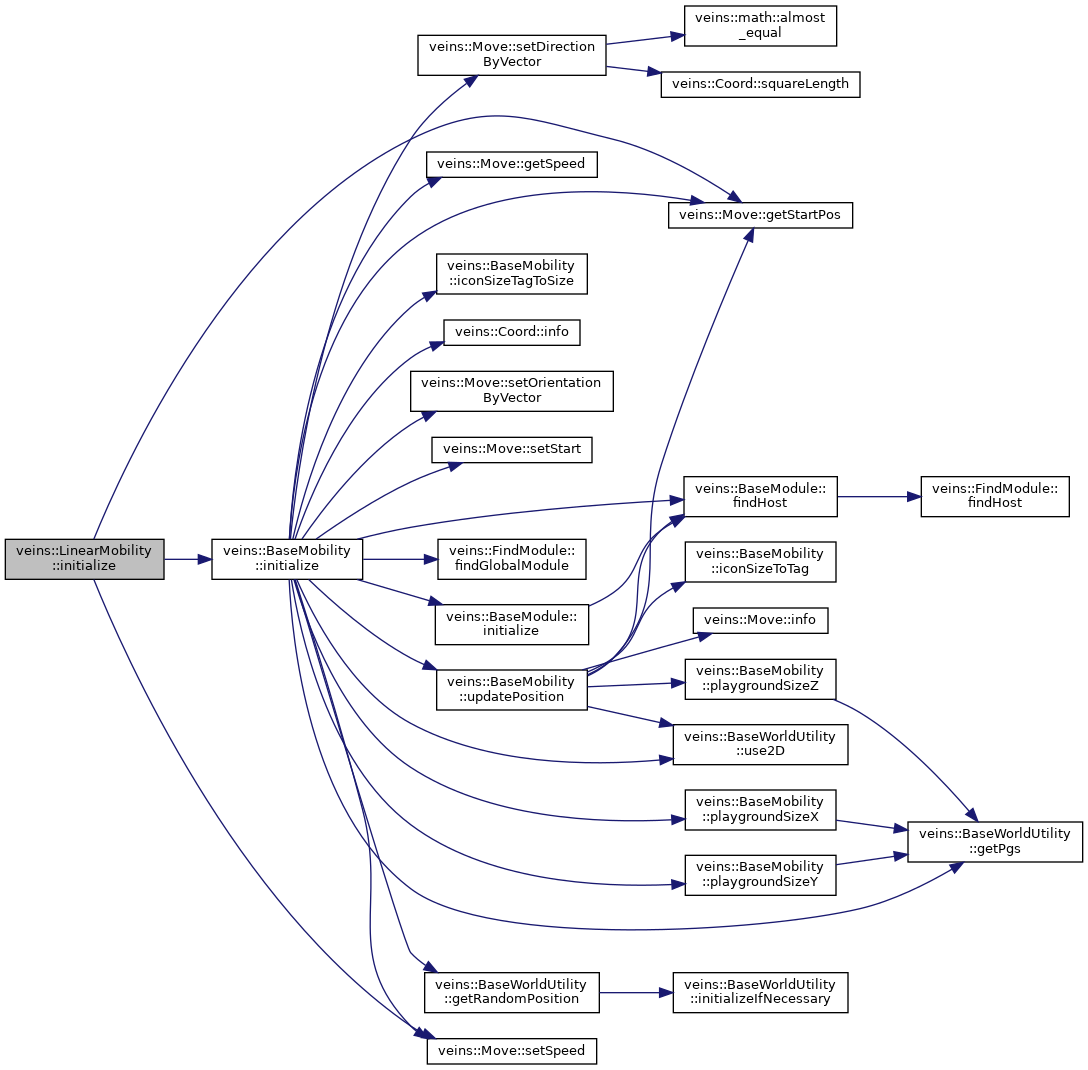 veins::LinearMobility
::initialize
veins::BaseMobility
::initialize
veins::Move::setDirection
ByVector
veins::math::almost
_equal
veins::Coord::squareLength
veins::Move::getSpeed
veins::Move::getStartPos
veins::BaseMobility
::iconSizeTagToSize
veins::Coord::info
veins::Move::setOrientation
ByVector
veins::Move::setStart
veins::BaseModule::
findHost
veins::FindModule::
findHost
veins::FindModule::
findGlobalModule
veins::BaseModule::
initialize
veins::BaseMobility
::updatePosition
veins::BaseMobility
::iconSizeToTag
veins::Move::info
veins::BaseMobility
::playgroundSizeZ
veins::BaseWorldUtility
::use2D
veins::BaseMobility
::playgroundSizeX
veins::BaseMobility
::playgroundSizeY
veins::BaseWorldUtility
::getPgs
veins::BaseWorldUtility
::getRandomPosition
veins::BaseWorldUtility
::initializeIfNecessary
veins::Move::setSpeed